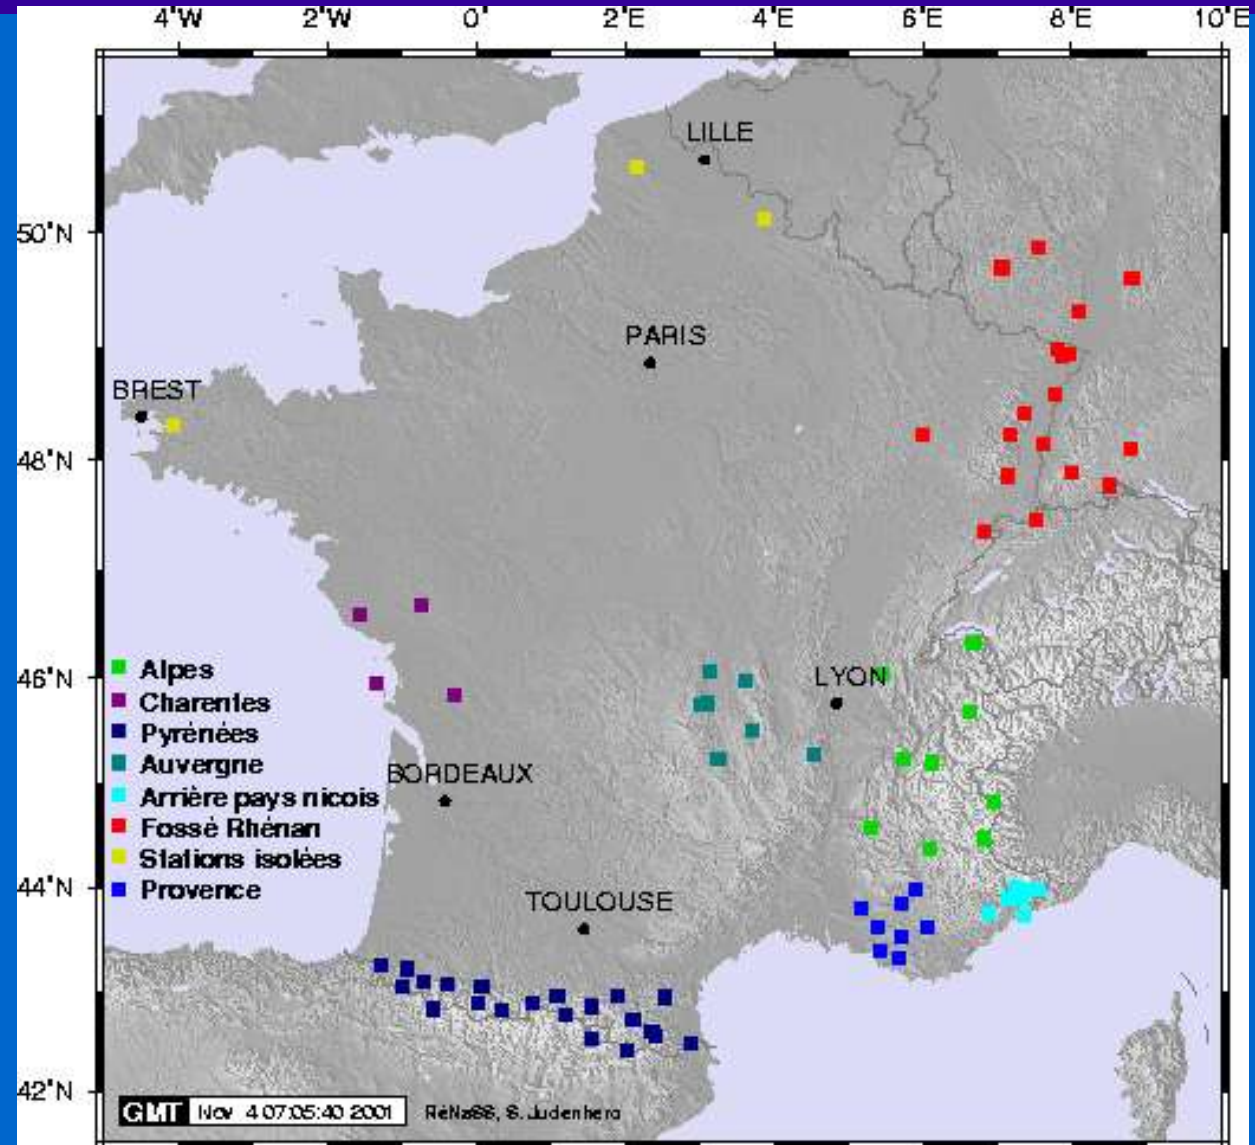 4°W 2°W 0° 2°E 4°E 6°E 8°E 10°E
LILLE
50°N
PARIS
BREST
48°N
Alpes
46°N
LYON
Charentes
Pyrénées
Auvergne
BORDEAUX
Arrière pays nicois
Fossé Rhénan
Stations isolées
44°N
Provence
TOULOUSE
42°N
GMT Nov 4 07:05:40 2001 RéNaSS, S. Judenherc